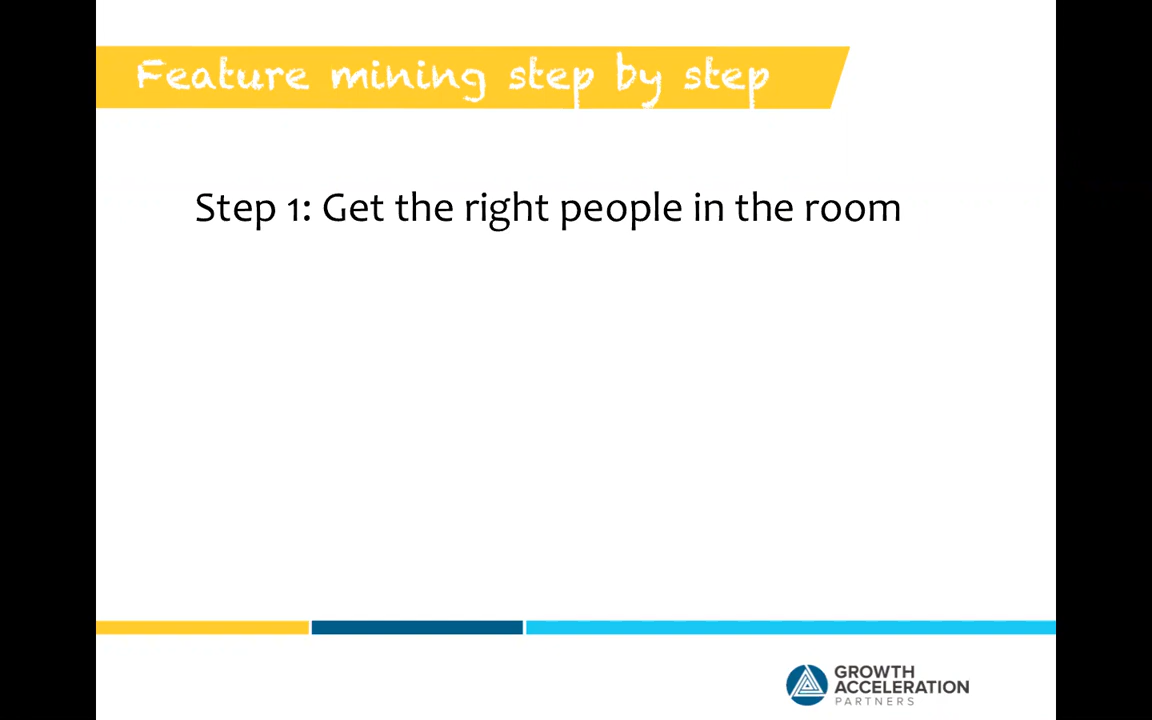 Feature mining step by step
Step 1: Get the right people in the room
GROWTH
ACCELERATION
PARTNERS